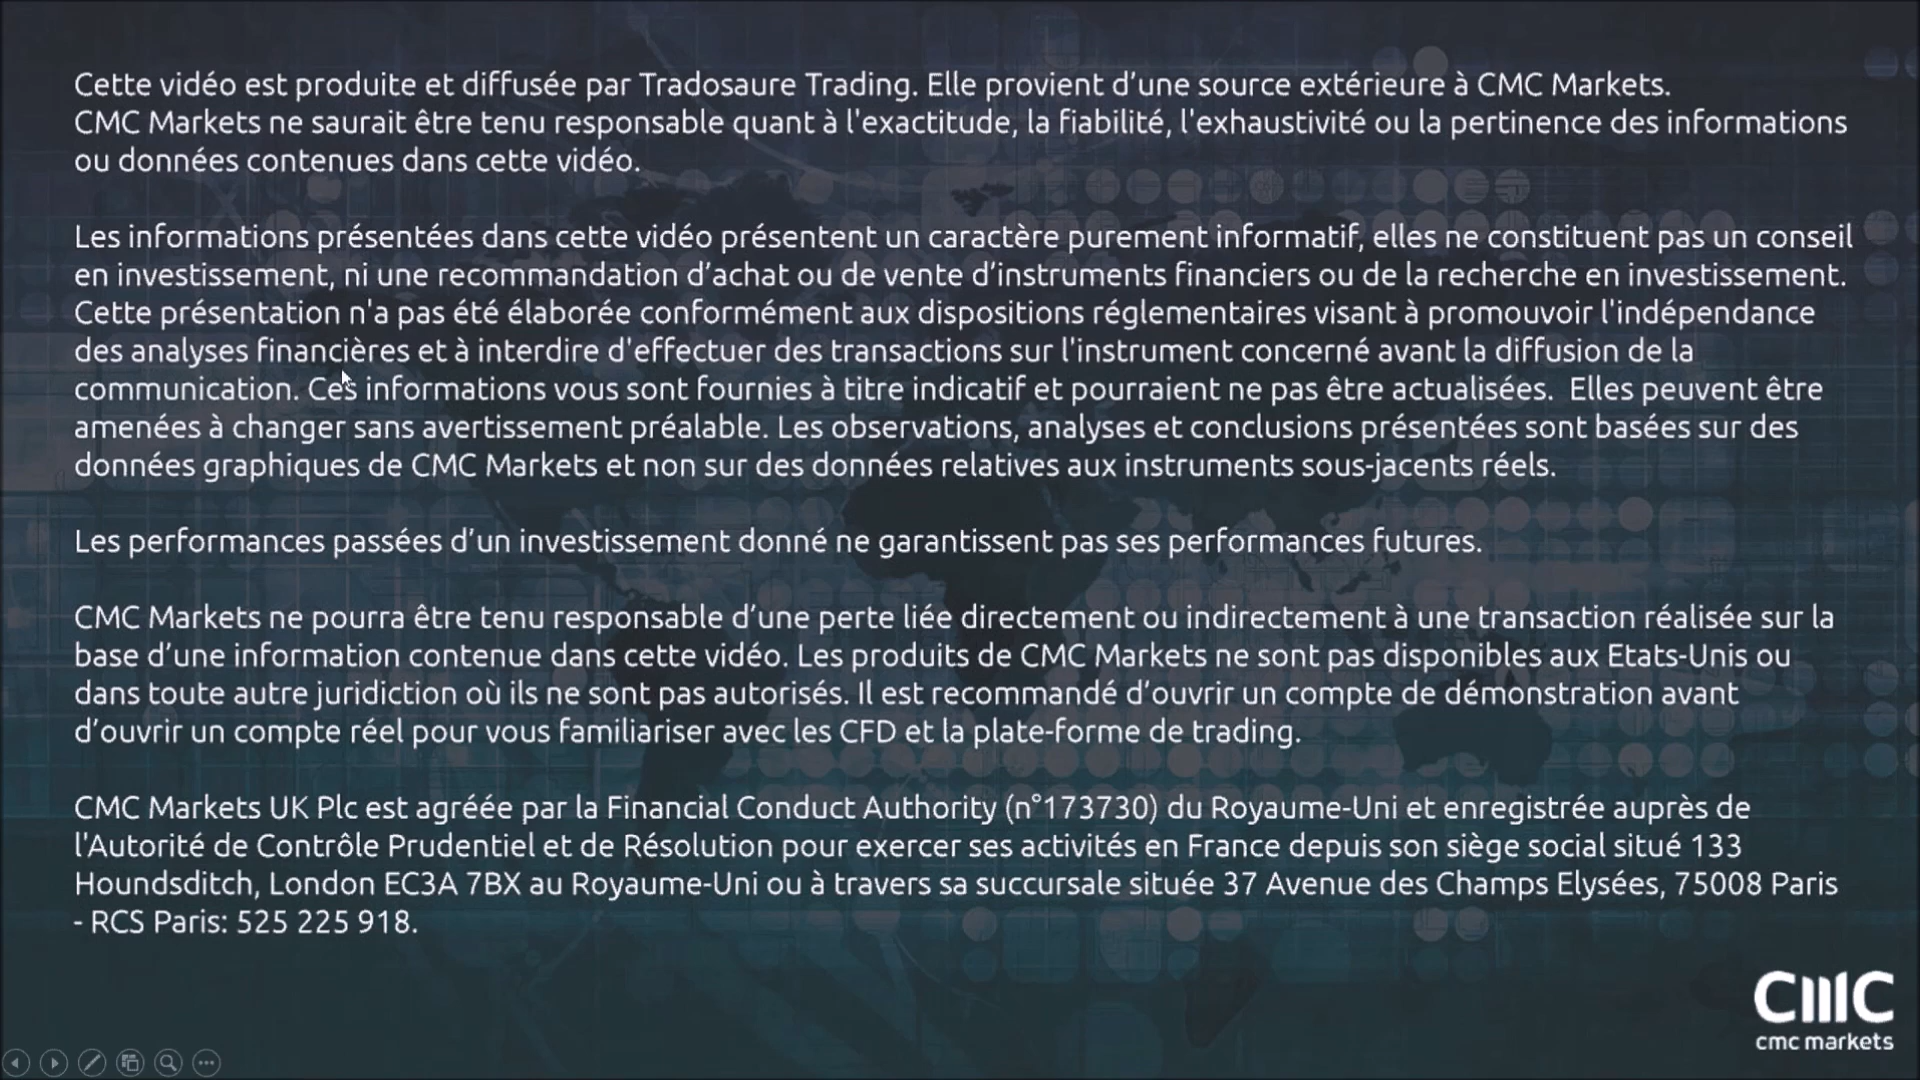 Cette vidéo est produite et diffusée par Tradosaure Trading. Elle provient d’une source extérieure à CMC Markets.
CMC Markets ne saurait être tenu responsable quant à l'exactitude, la fiabilité, l'exhaustivité ou la pertinence des informations
ou données contenues dans cette vidéo.
Les informations présentées dans cette vidéo présentent un caractère purement informatif, elles ne constituent pas un conseil
en investissement, ni une recommandation d’achat ou de vente d’instruments financiers ou de la recherche en investissement.
Cette présentation n'a pas été élaborée conformément aux dispositions réglementaires visant à promouvoir l'indépendance
des analyses financières et à interdire d'effectuer des transactions sur l'instrument concerné avant la diffusion de la
communication. Ces informations vous sont fournies à titre indicatif et pourraient ne pas être actualisées.  Elles peuvent être
amenées à changer sans avertissement préalable. Les observations, analyses et conclusions présentées sont basées sur des
données graphiques de CMC Markets et non sur des données relatives aux instruments sous-jacents réels.
Les performances passées d’un investissement donné ne garantissent pas ses performances futures.
CMC Markets ne pourra être tenu responsable d’une perte liée directement ou indirectement à une transaction réalisée sur la
base d’une information contenue dans cette vidéo. Les produits de CMC Markets ne sont pas disponibles aux Etats-Unis ou
dans toute autre juridiction où ils ne sont pas autorisés. Il est recommandé d’ouvrir un compte de démonstration avant
d’ouvrir un compte réel pour vous familiariser avec les CFD et la plate-forme de trading.
CMC Markets UK Plc est agréée par la Financial Conduct Authority (n°173730) du Royaume-Uni et enregistrée auprès de
l'Autorité de Contrôle Prudentiel et de Résolution pour exercer ses activités en France depuis son siège social situé 133
Houndsditch, London EC3A 7BX au Royaume-Uni ou à travers sa succursale située 37 Avenue des Champs Elysées, 75008 Paris
- RCS Paris: 525 225 918.
CMC
cmc markets